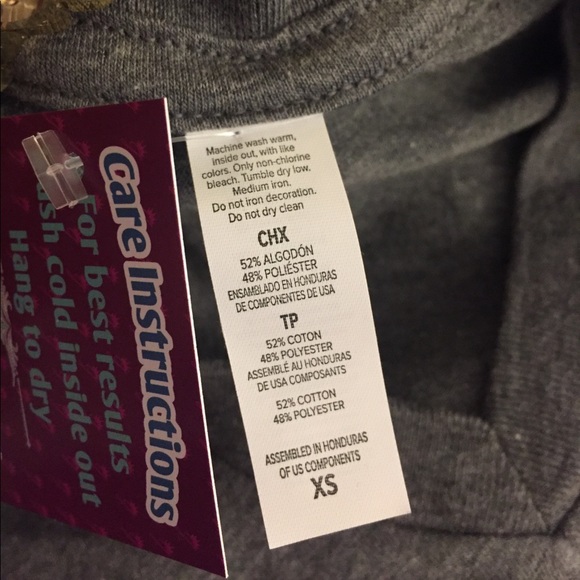 Machine wash warm,
inside out, with like
colors. Only non-chlorine
bleach. Tumble dry low.
Medium iron.
Do not iron decoration.
Do not dry clean
CHX
52% ALGODÓN
48% POLIÉSTER
ENSAMBLADO EN HONDURAS
DE COMPONENTES DE USA
TP
52% COTON
48% POLYESTER
ASSEMBLÉ AU HONDURAS
DE USA COMPOSANTS
52% COTTON
48% POLYESTER
ASSEMBLED IN HONDURAS
OF US COMPONENTS
XS
Care Instructions
For best results
cold inside out
Hang to dry